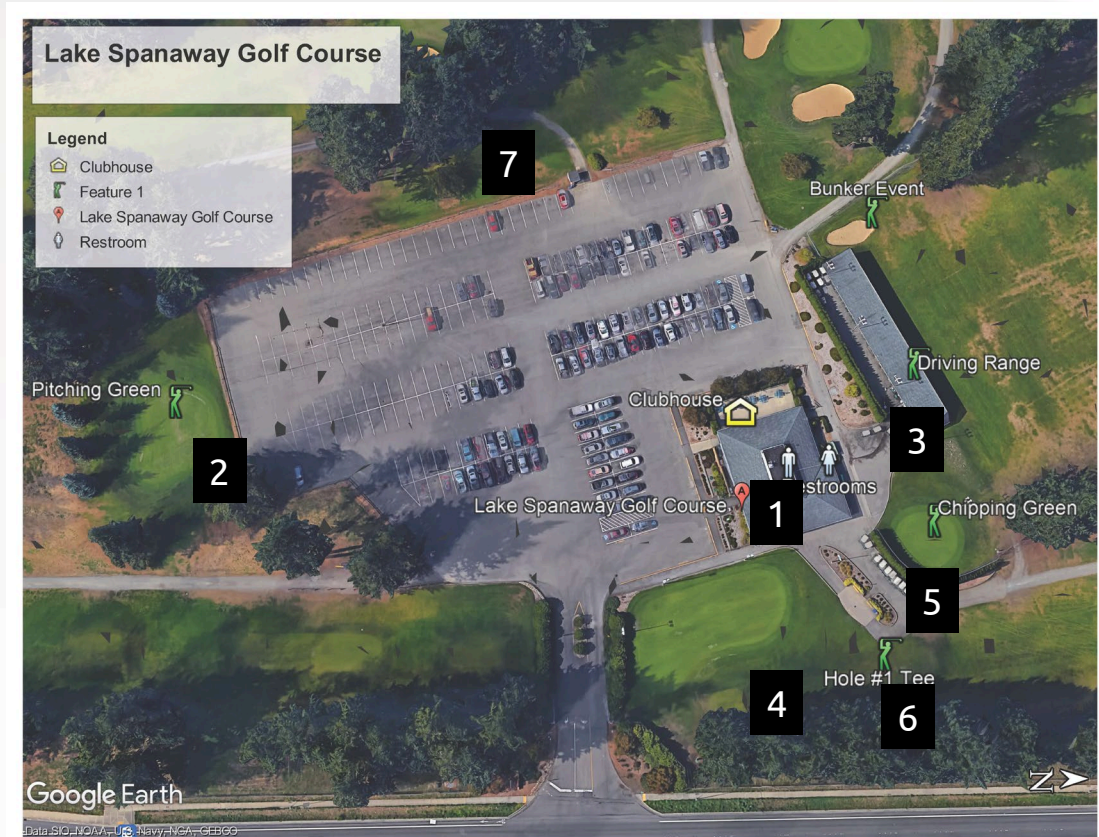 Lake Spanaway Golf Course
Legend
Clubhouse
Feature 1
Lake Spanaway Golf Course
Restroom
7
Bunker Event
Pitching Green
Driving Range
Clubhouse
2
3
Lake Spanaway Golf Course
A
1
Chipping Green
5
Hole #1 Tee
4
6
Google Earth
N
Data SIO, NOAA, U.S. Navy, NGA, GEBCO